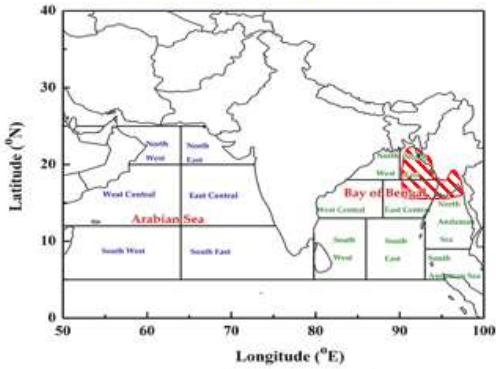 40
30
20
10
0
50
60
70
80
90
100
Latitude (°N)
Longitude (°E)
North
West
North
East
West Central
East Central
Arabian Sea
South West
South East
North
West
Bay of Bengal
West Central
East Central
North
Andaman
Sea
South
West
South
East
South
Andaman Sea